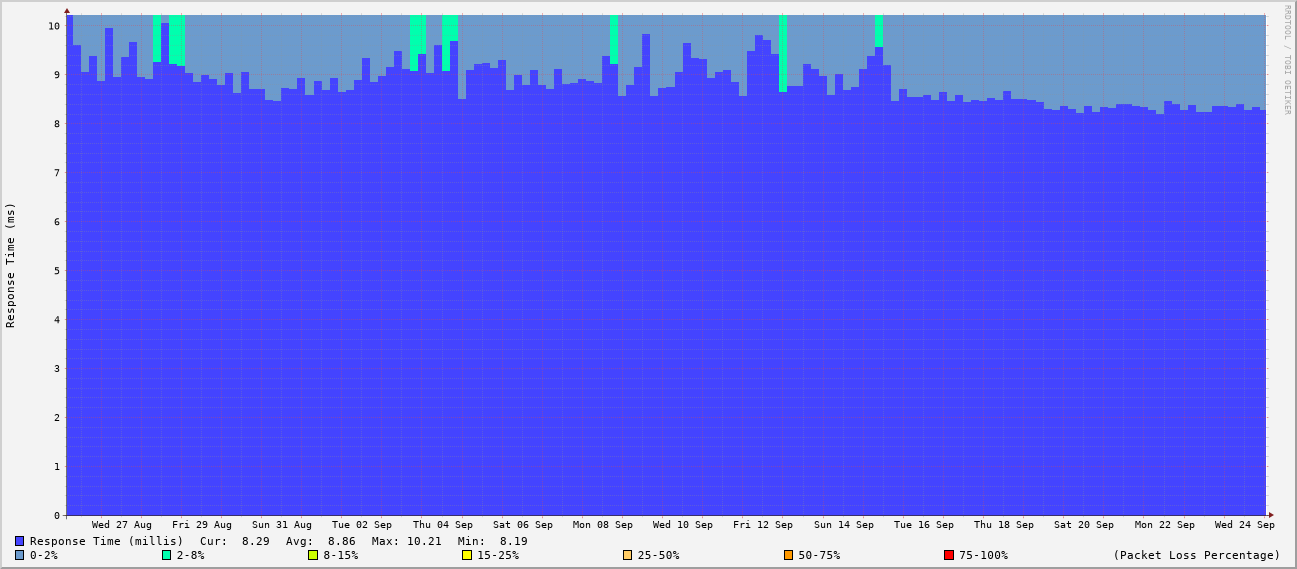 RRDTOOL / TOBI OETIKER
Response Time (ms)
10
9
8
7
6
5
4
3
2
1
0
Wed 27 Aug Fri 29 Aug Sun 31 Aug Tue 02 Sep Thu 04 Sep Sat 06 Sep Mon 08 Sep Wed 10 Sep Fri 12 Sep Sun 14 Sep Tue 16 Sep Thu 18 Sep Sat 20 Sep Mon 22 Sep Wed 24 Sep
Response Time (millis) Cur: 8.29 Avg: 8.86 Max: 10.21 Min: 8.19
0-2% 2-8% 8-15% 15-25% 25-50% 50-75% 75-100% (Packet Loss Percentage)